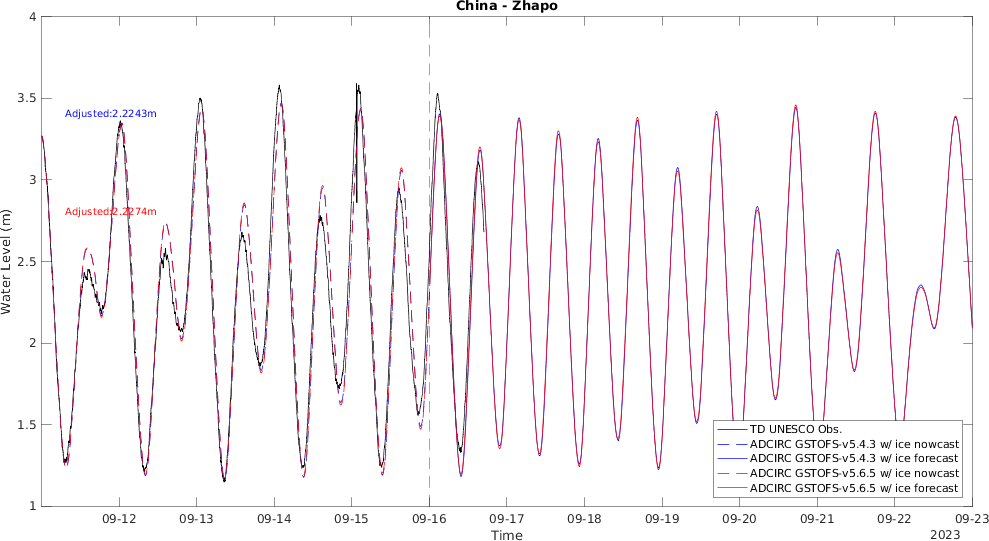 China - Zhapo
4
3.5
3
2.5
2
1.5
1
Water Level (m)
Adjusted:2.2243m
Adjusted:2.2274m
TD UNESCO Obs.
ADCIRC GSTOFS-v5.4.3 w/ ice nowcast
ADCIRC GSTOFS-v5.4.3 w/ ice forecast
ADCIRC GSTOFS-v5.6.5 w/ ice nowcast
ADCIRC GSTOFS-v5.6.5 w/ ice forecast
09-12 09-13 09-14 09-15 09-16 09-17 09-18 09-19 09-20 09-21 09-22 09-23
Time
2023